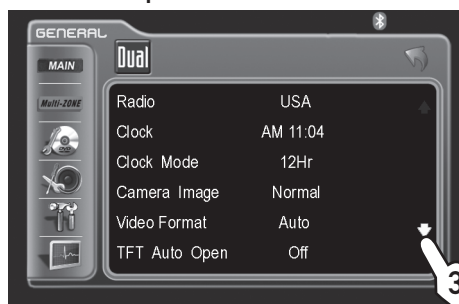 GENERAL
MAIN
Dual
Multi-ZONE
DVD
Radio USA
Clock AM 11:04
Clock Mode 12Hr
Camera Image Normal
Video Format Auto
TFT Auto Open Off
3